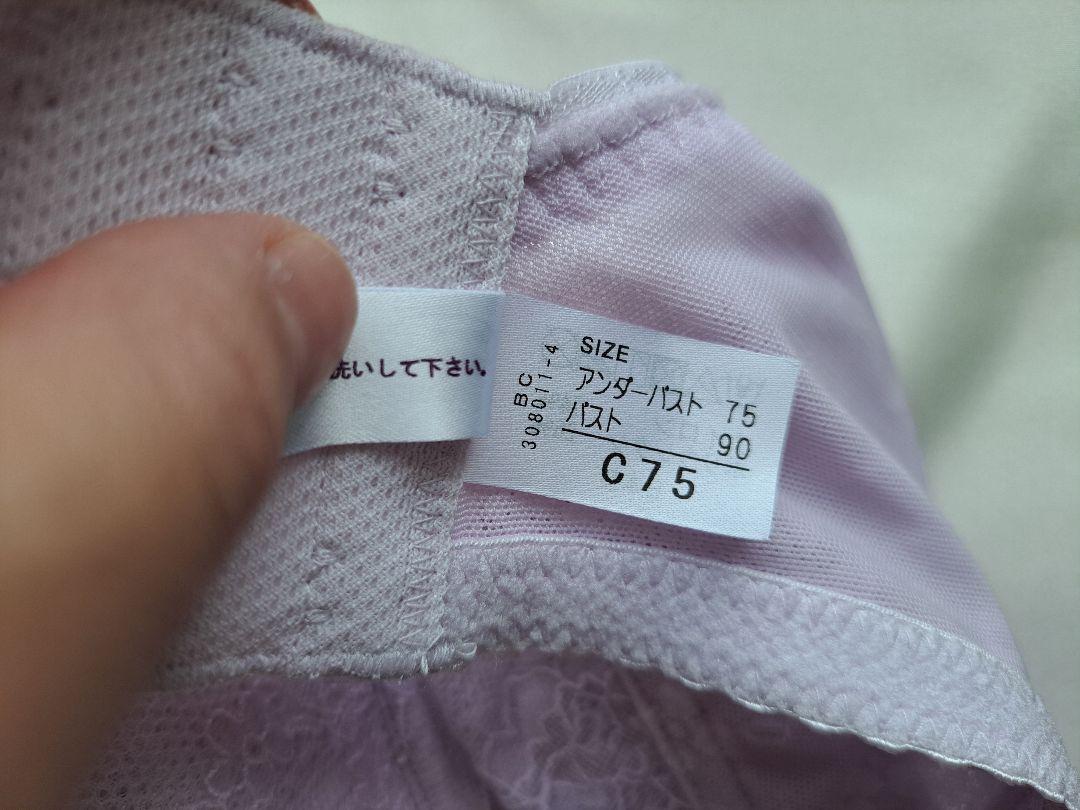 洗いして下さい。
BC
308011-4
SIZE
アンダーバスト 75
バスト 90
C75